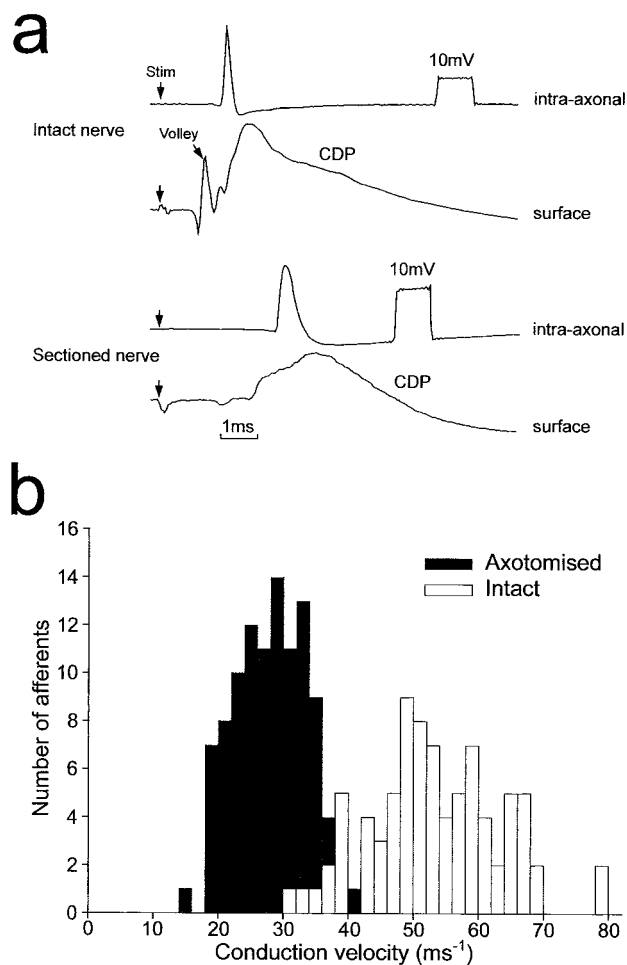 a
Stim
10mV
intra-axonal
Intact nerve
Volley
CDP
surface
10mV
intra-axonal
Sectioned nerve
CDP
surface
1ms
b
16
14
12
10
8
6
4
2
0
Number of afferents
Axotomised
Intact
0 10 20 30 40 50 60 70 80
Conduction velocity (ms⁻¹)